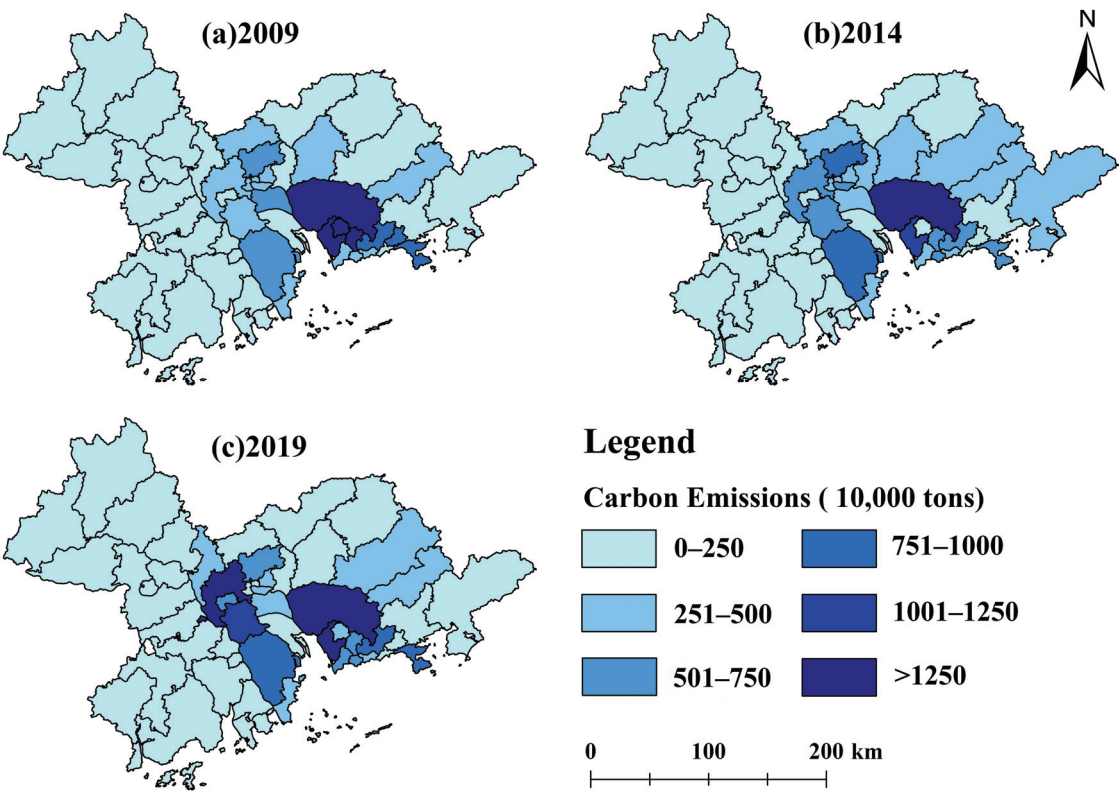 (a)2009
(b)2014
N
(c)2019
Legend
Carbon Emissions ( 10,000 tons)
0–250
751–1000
251–500
1001–1250
501–750
>1250
0 100 200 km